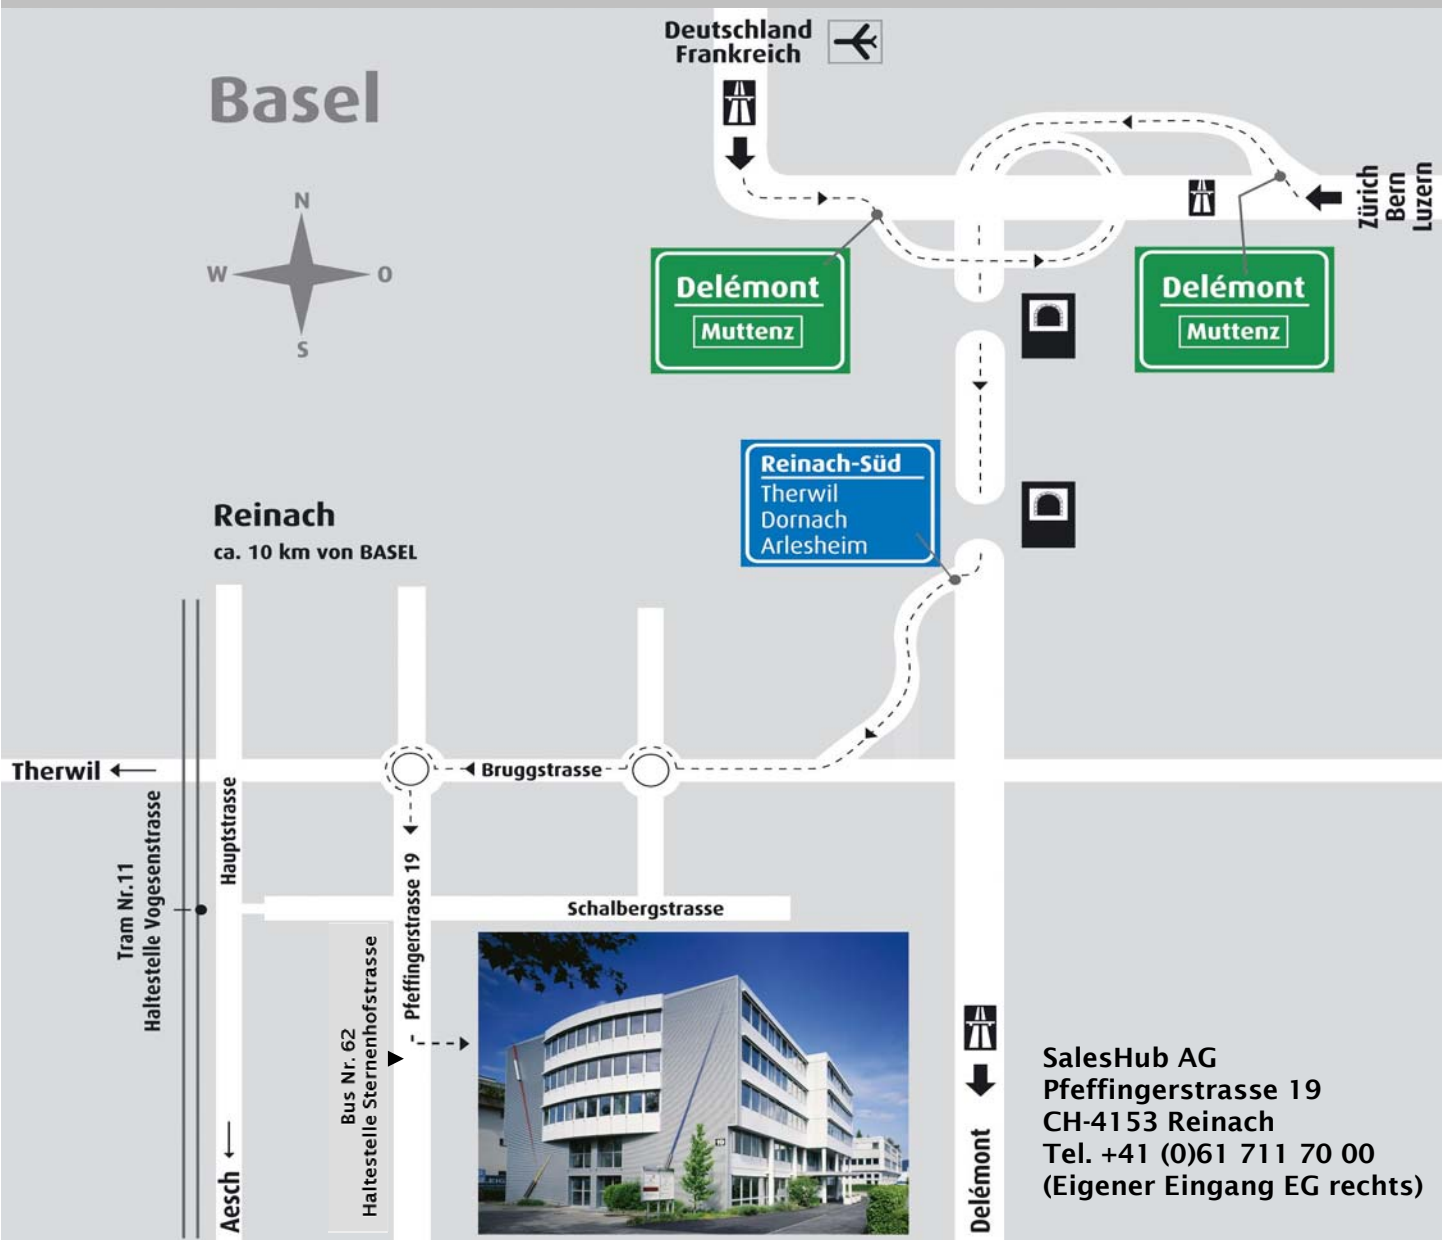 Deutschland
Frankreich
Basel
N
W
O
S
Zürich
Bern
Luzern
Delémont
Muttenz
Delémont
Muttenz
Reinach-Süd
Therwil
Dornach
Arlesheim
Reinach
ca. 10 km von BASEL
Therwil
Bruggstrasse
Hauptstrasse
Tram Nr.11
Haltestelle Vogesenstrasse
Pfeffingerstrasse 19
Schalbergstrasse
Bus Nr. 62
Haltestelle Sternenhofstrasse
Aesch
Delémont
19
SalesHub AG
Pfeffingerstrasse 19
CH-4153 Reinach
Tel. +41 (0)61 711 70 00
(Eigener Eingang EG rechts)